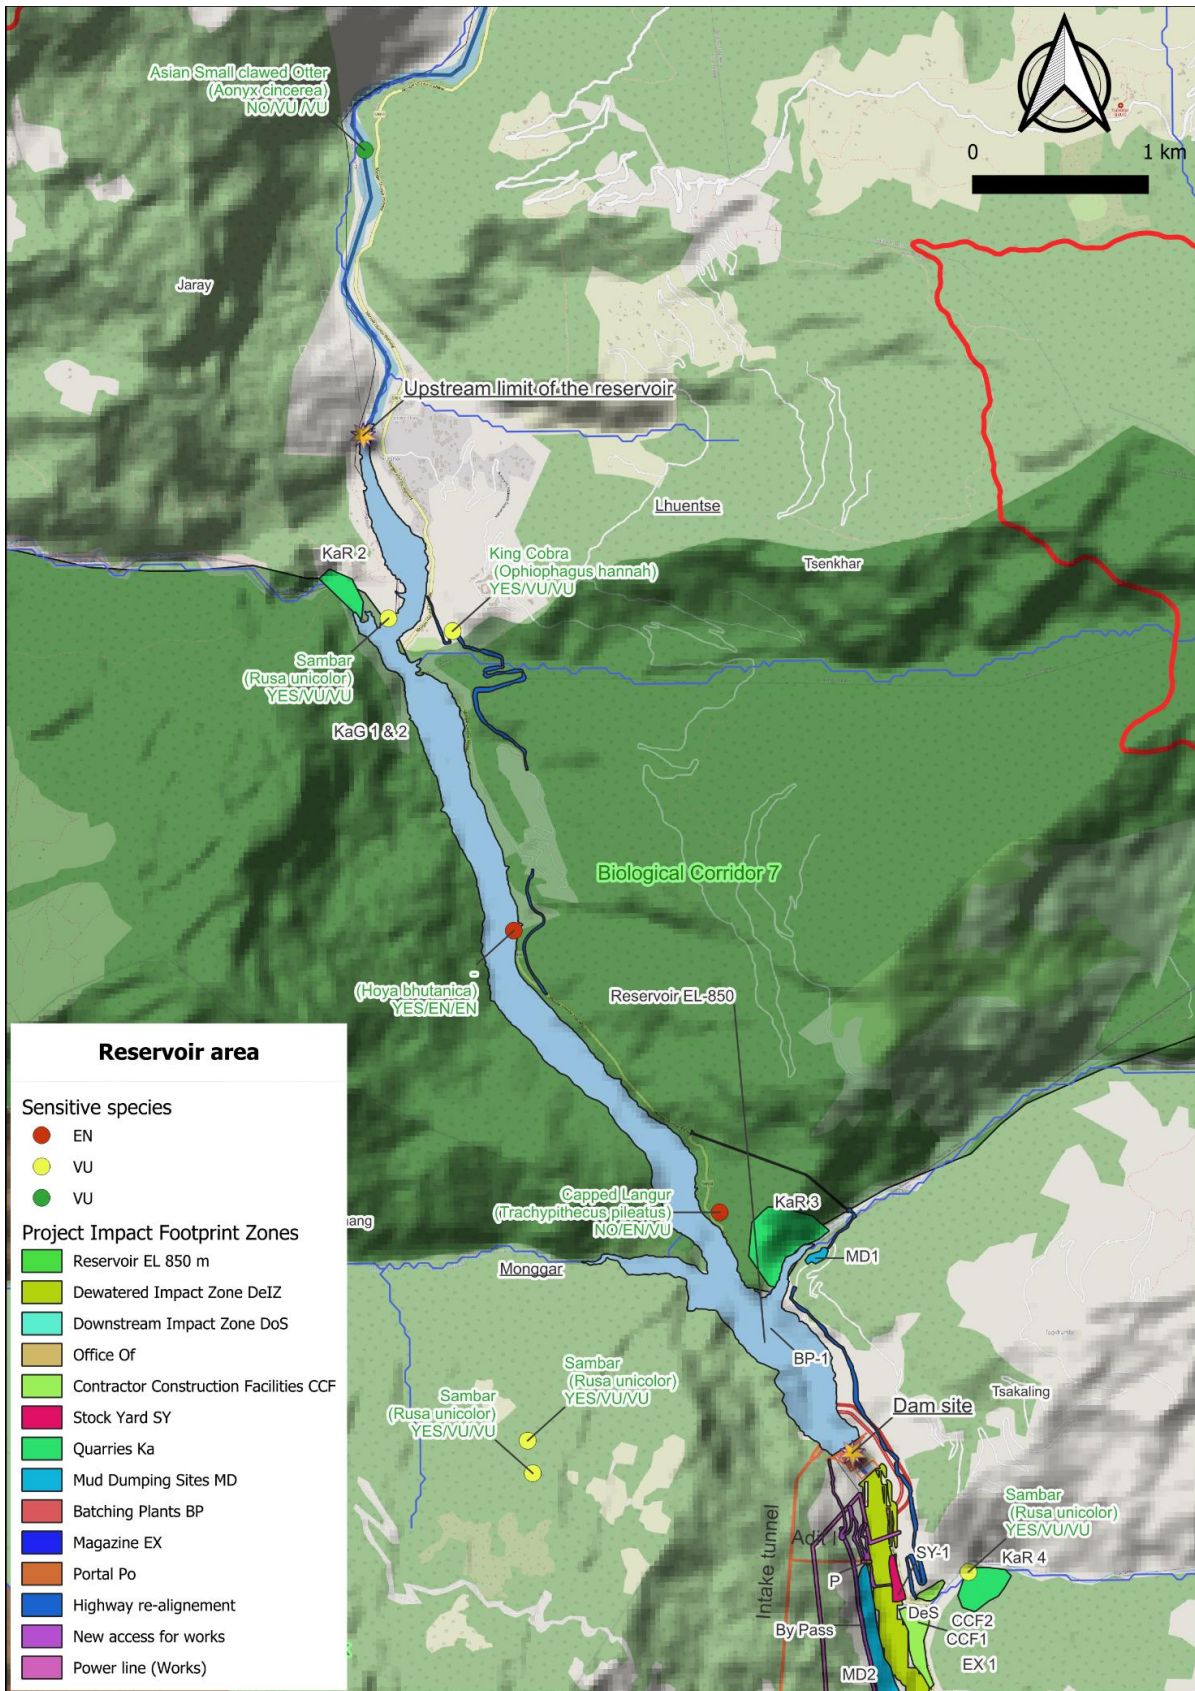 Asian Small clawed Otter
(Aonyx cincerea)
NO/VU /VU
0 1 km
Jaray
Upstream limit of the reservoir
Lhuentse
KaR 2
King Cobra
(Ophiophagus hannah)
YES/VU/VU
Tsenkhar
Sambar
(Rusa unicolor)
YES/VU/VU
KaG 1 & 2
Biological Corridor 7
-
(Hoya bhutanica)
YES/EN/EN
Reservoir EL-850
Capped Langur
(Trachypithecus pileatus)
NO/EN/VU
KaR 3
MD1
Monggar
BP-1
Sambar
(Rusa unicolor)
YES/VU/VU
Sambar
(Rusa unicolor)
YES/VU/VU
Tsakaling
Dam site
Sambar
(Rusa unicolor)
YES/VU/VU
Intake tunnel
Adit I
SY-1
KaR 4
P
DeS
CCF2
CCF1
By Pass
EX 1
MD2
Reservoir area
Sensitive species
EN
VU
VU
Project Impact Footprint Zones
Reservoir EL 850 m
Dewatered Impact Zone DeIZ
Downstream Impact Zone DoS
Office Of
Contractor Construction Facilities CCF
Stock Yard SY
Quarries Ka
Mud Dumping Sites MD
Batching Plants BP
Magazine EX
Portal Po
Highway re-alignement
New access for works
Power line (Works)